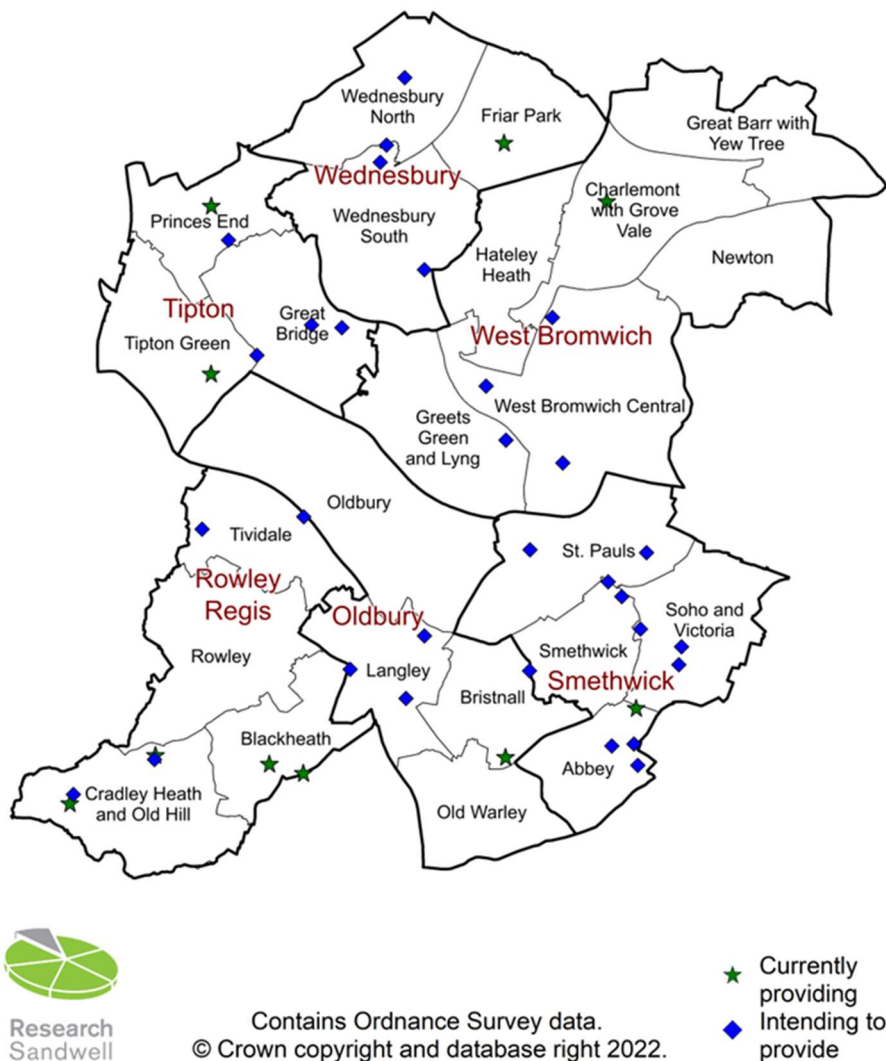 Wednesbury
North
Friar Park
Great Barr with
Yew Tree
Wednesbury
Charlemont
with Grove
Vale
Princes End
Wednesbury
South
Hateley
Heath
Newton
Tipton
Great
Bridge
West Bromwich
Tipton Green
West Bromwich Central
Greets
Green
and Lyng
Oldbury
Tividale
St. Pauls
Rowley
Regis
Oldbury
Soho and
Victoria
Smethwick
Rowley
Langley
Smethwick
Bristnall
Blackheath
Abbey
Cradley Heath
and Old Hill
Old Warley
Research
Sandwell
Contains Ordnance Survey data.
© Crown copyright and database right 2022.
Currently
providing
Intending to
provide